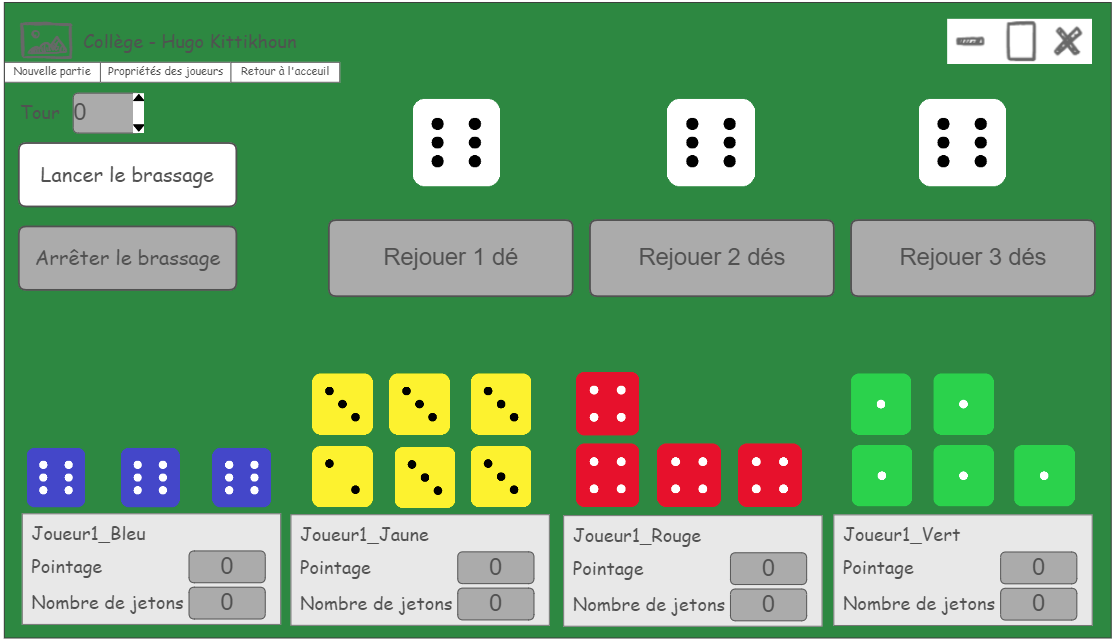 Collège - Hugo Kittikhoun
Nouvelle partie Propriétés des joueurs Retour à l'acceuil
Tour 0
Lancer le brassage
Arrêter le brassage
Rejouer 1 dé
Rejouer 2 dés
Rejouer 3 dés
Joueur1_Bleu
Pointage 0
Nombre de jetons 0
Joueur1_Jaune
Pointage 0
Nombre de jetons 0
Joueur1_Rouge
Pointage 0
Nombre de jetons 0
Joueur1_Vert
Pointage 0
Nombre de jetons 0